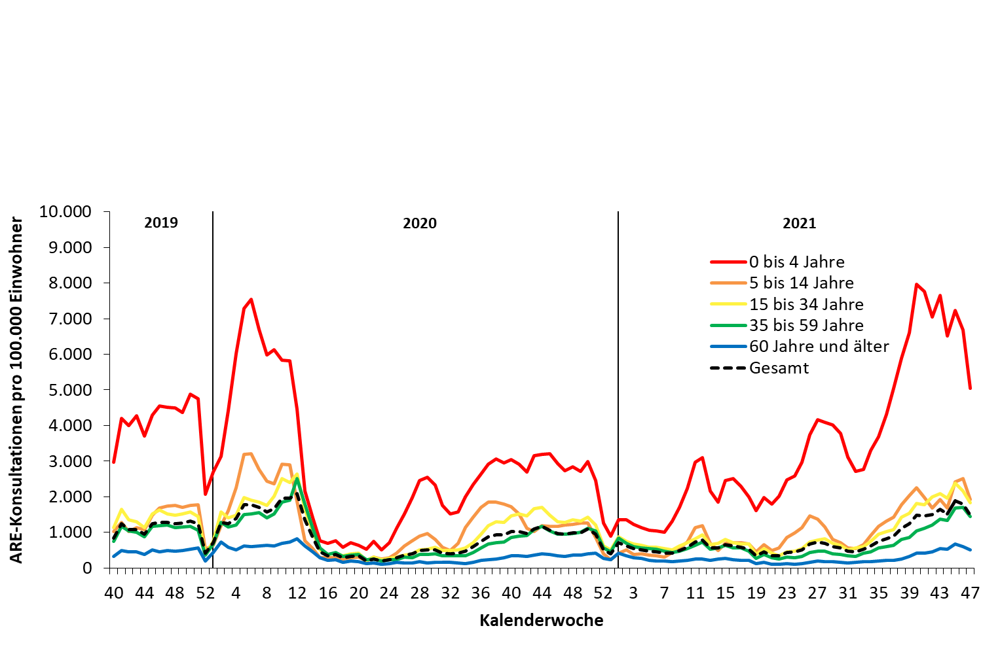 10.000
9.000
8.000
7.000
6.000
5.000
4.000
3.000
2.000
1.000
0
ARE-Konsultationen pro 100.000 Einwohner
2019 2020 2021
0 bis 4 Jahre
5 bis 14 Jahre
15 bis 34 Jahre
35 bis 59 Jahre
60 Jahre und älter
Gesamt
40 44 48 52 4 8 12 16 20 24 28 32 36 40 44 48 52 3 7 11 15 19 23 27 31 35 39 43 47
Kalenderwoche